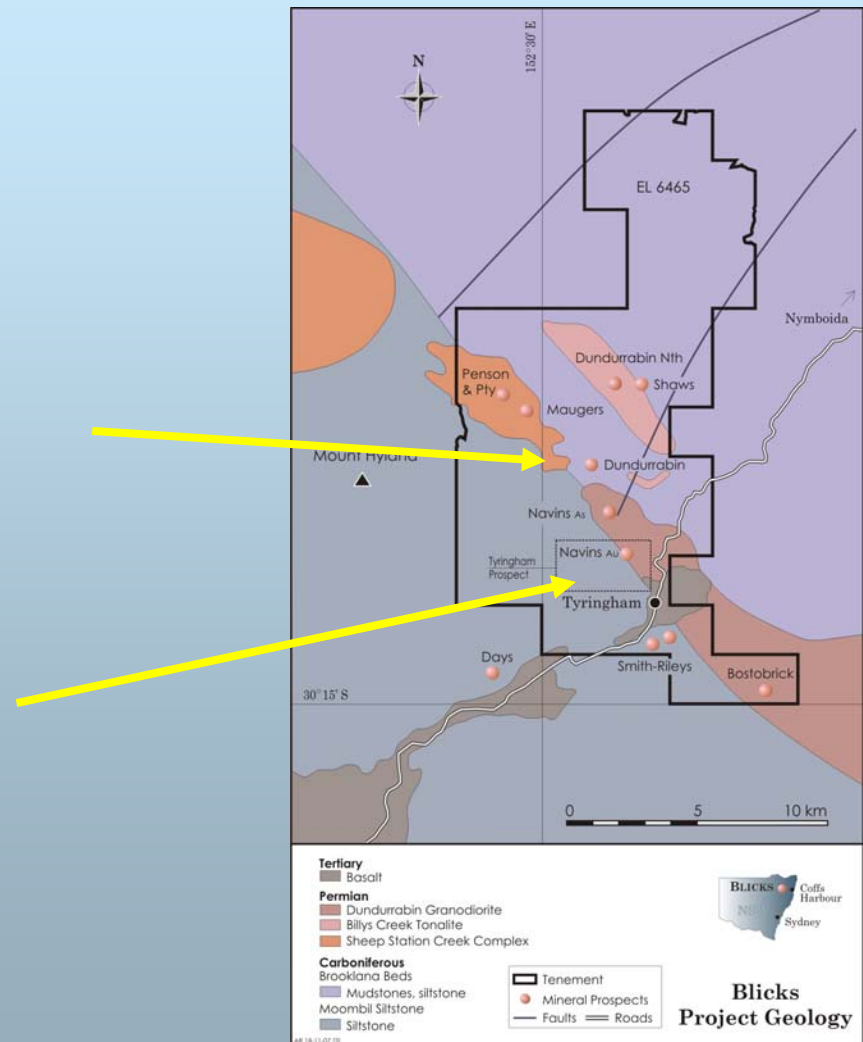 152°30' E
N
EL 6465
Nymboida
Dundurrabin Nth
Penson
& Pty
Shaws
Maugers
Mount Hyland
Dundurrabin
Navins As
Navins Au
Tyringham
Prospect
Tyringham
Days
Smith-Rileys
Bostobrick
30°15' S
0 5 10 km
Tertiary
Basalt
Permian
Dundurrabin Granodiorite
Billys Creek Tonalite
Sheep Station Creek Complex
Carboniferous
Brooklana Beds
Mudstones, siltstone
Moombil Siltstone
Siltstone
Tenement
Mineral Prospects
Faults Roads
BLICKS
Coffs
Harbour
NSW
Sydney
Blicks
Project Geology